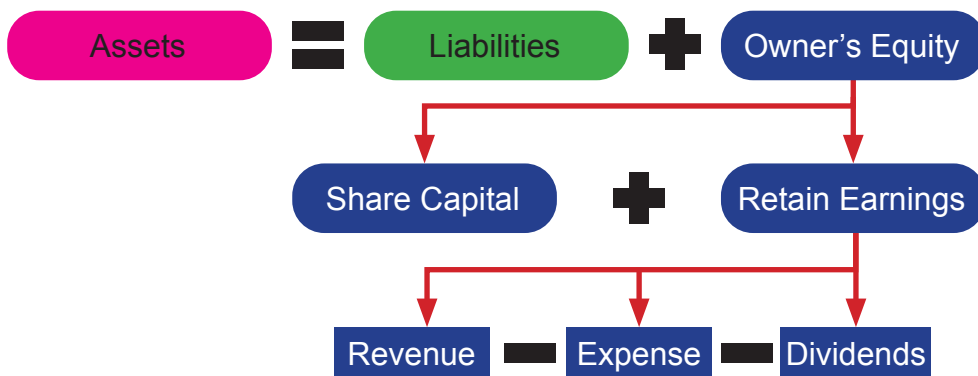 Assets = Liabilities + Owner's Equity
Share Capital + Retain Earnings
Revenue - Expense - Dividends